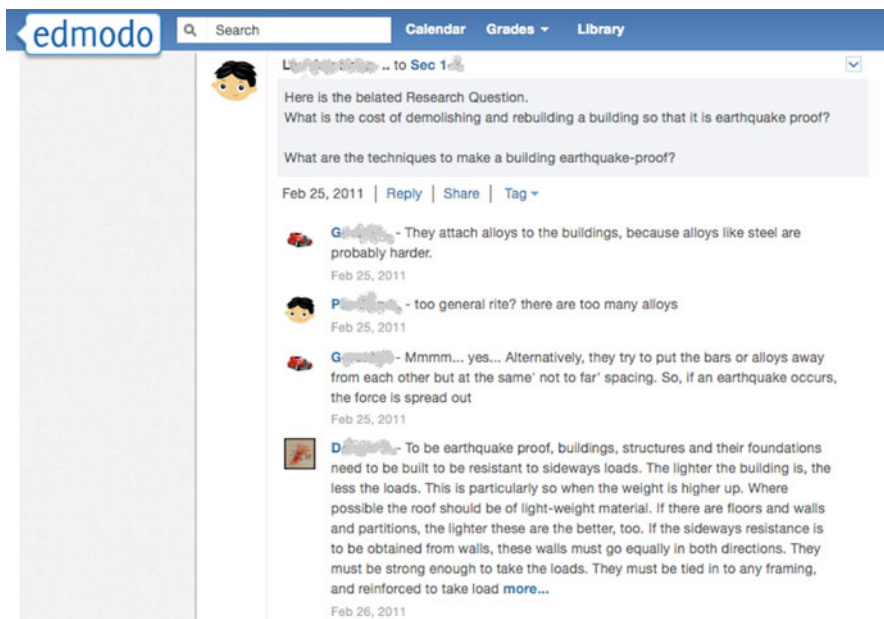 edmodo
Search
Calendar Grades Library
.. to Sec 1
Here is the belated Research Question.
What is the cost of demolishing and rebuilding a building so that it is earthquake proof?
What are the techniques to make a building earthquake-proof?
Feb 25, 2011 | Reply | Share | Tag
G - They attach alloys to the buildings, because alloys like steel are
probably harder.
Feb 25, 2011
P - too general rite? there are too many alloys
Feb 25, 2011
G - Mmmm... yes... Alternatively, they try to put the bars or alloys away
from each other but at the same' not to far' spacing. So, if an earthquake occurs,
the force is spread out
Feb 25, 2011
D - To be earthquake proof, buildings, structures and their foundations
need to be built to be resistant to sideways loads. The lighter the building is, the
less the loads. This is particularly so when the weight is higher up. Where
possible the roof should be of light-weight material. If there are floors and walls
and partitions, the lighter these are the better, too. If the sideways resistance is
to be obtained from walls, these walls must go equally in both directions. They
must be strong enough to take the loads. They must be tied in to any framing,
and reinforced to take load more...
Feb 26, 2011